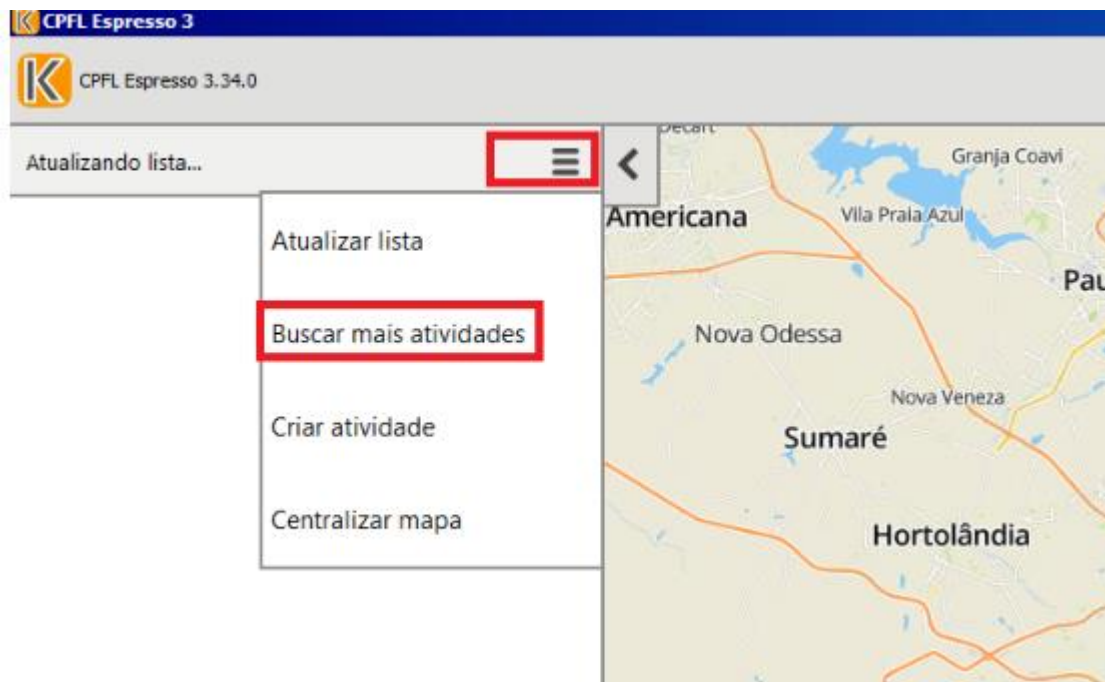 CPFL Espresso 3
CPFL Espresso 3.34.0
Atualizando lista...
Atualizar lista
Buscar mais atividades
Criar atividade
Centralizar mapa
Granja Coavi
Americana
Vila Praia Azul
Pau
Nova Odessa
Nova Veneza
Sumaré
Hortolândia